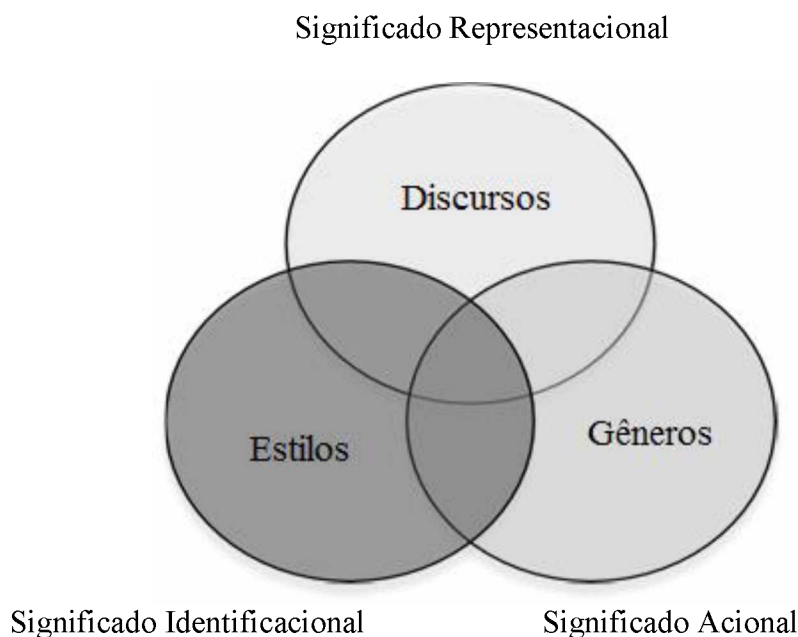 Significado Representacional
Discursos
Gêneros
Estilos
Significado Identificacional
Significado Acional